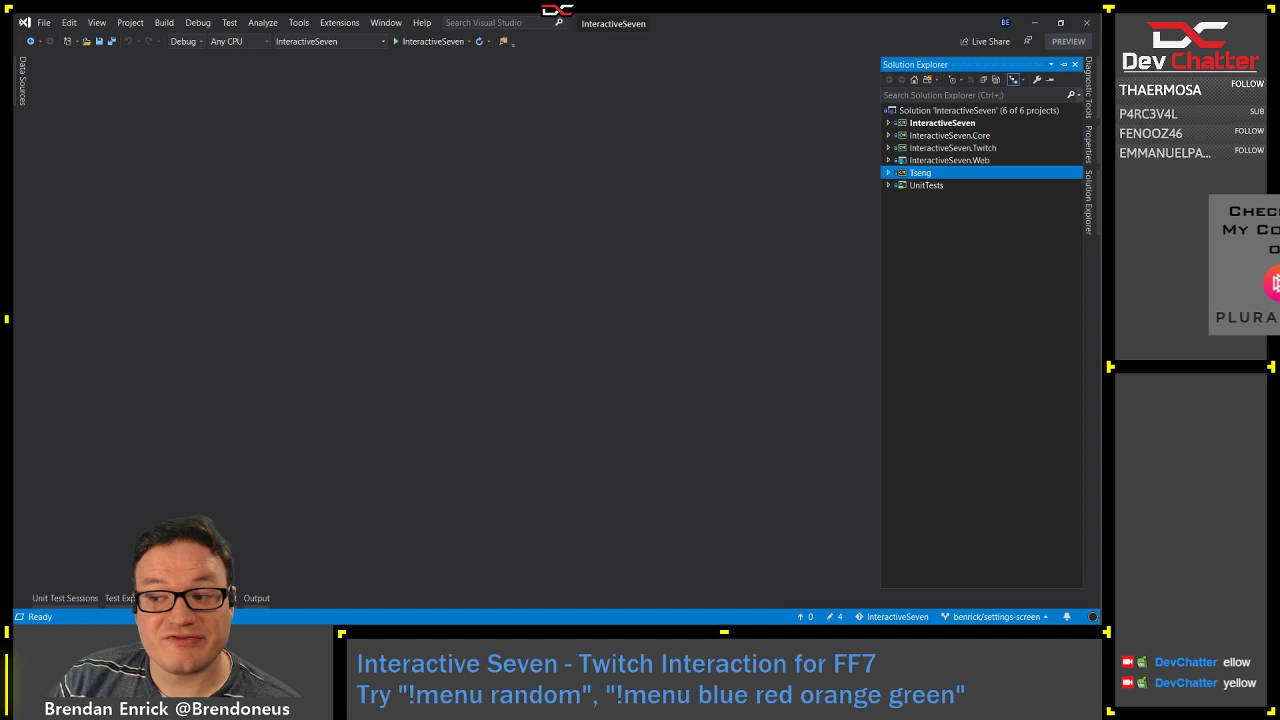 File Edit View Project Build Debug Test Analyze Tools Extensions Window Help Search Visual Studio InteractiveSeven BE
Debug Any CPU InteractiveSeven InteractiveSeven Live Share PREVIEW
Data Sources
Solution Explorer
Search Solution Explorer (Ctrl+;)
Solution 'InteractiveSeven' (6 of 6 projects)
InteractiveSeven
InteractiveSeven.Core
InteractiveSeven.Twitch
InteractiveSeven.Web
Tseng
UnitTests
Diagnostic Tools
Properties
Solution Explorer
Unit Test Sessions Test Output
Ready 0 4 InteractiveSeven benrick/settings-screen
Brendan Enrick @Brendoneus
Interactive Seven - Twitch Interaction for FF7
Try "!menu random", "!menu blue red orange green"
DC
Dev Chatter
THAERMOSA FOLLOW
P4RC3V4L SUB
FENOOZ46 FOLLOW
EMMANUELPA... FOLLOW
My
DevChatter ellow
DevChatter yellow